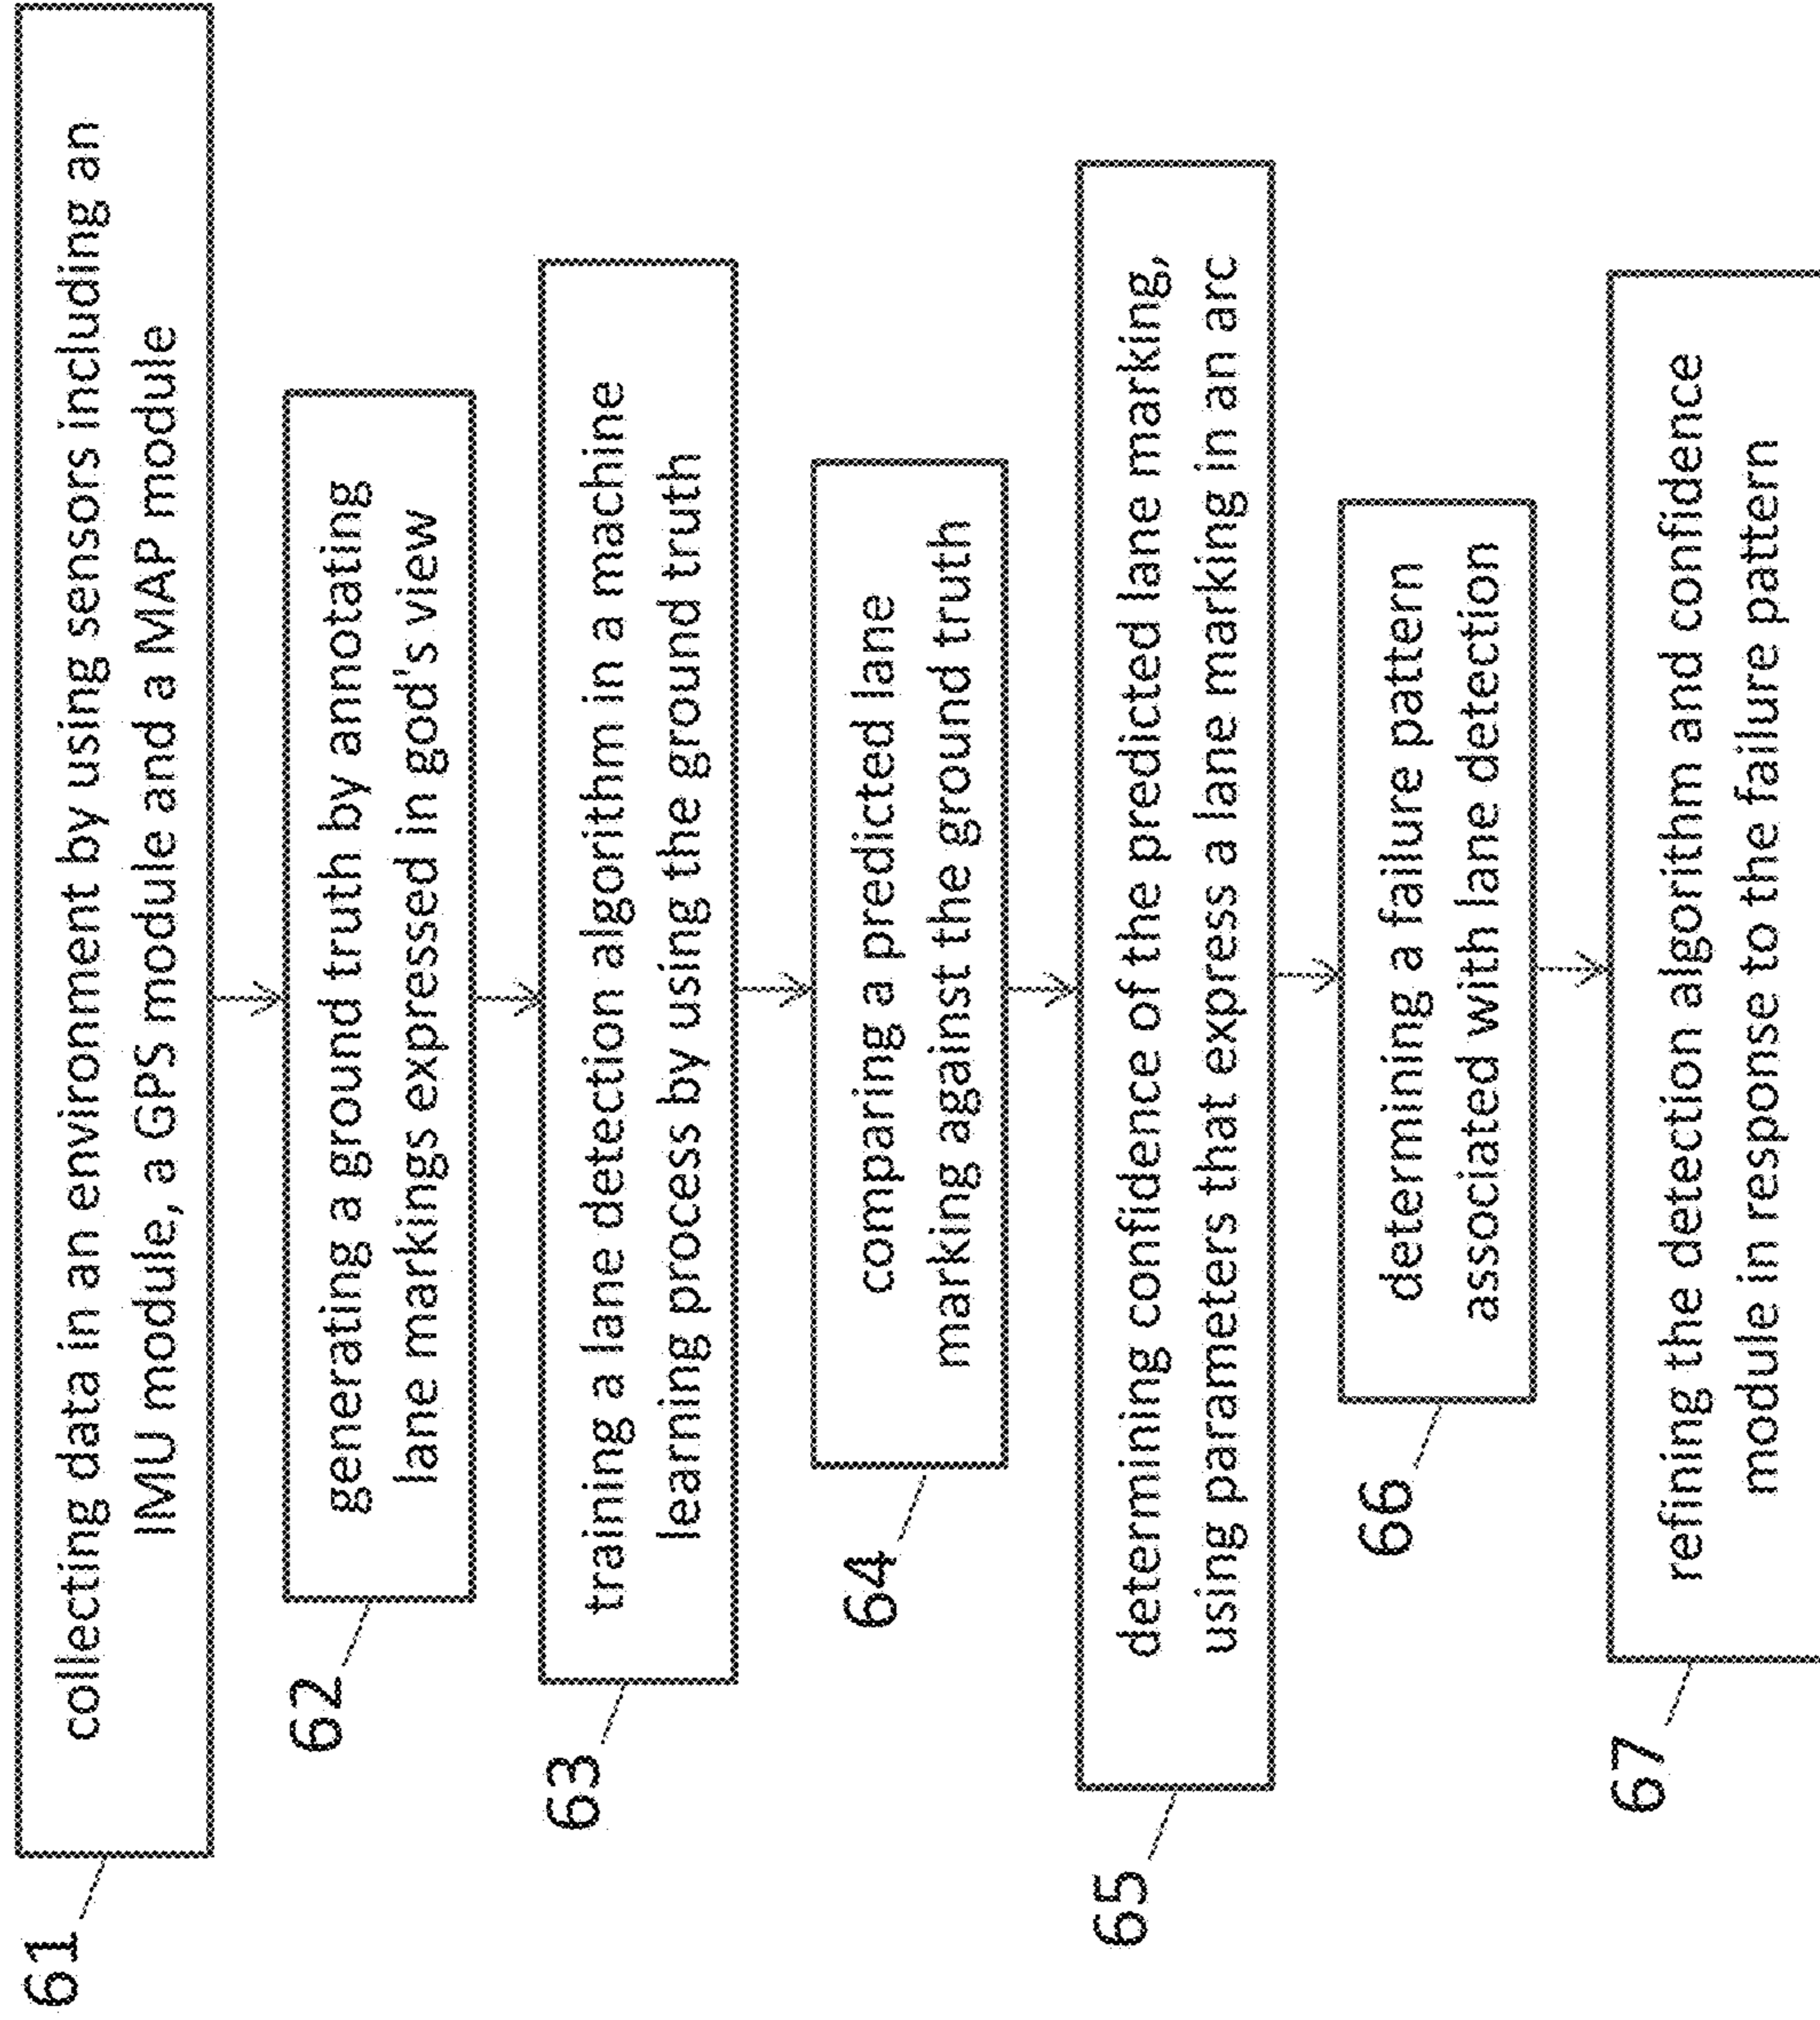 61
collecting data in an environment by using sensors including an
IMU module, a GPS module and a MAP module
62
generating a ground truth by annotating
lane markings expressed in god's view
63
training a lane detection algorithm in a machine
learning process by using the ground truth
64
comparing a predicted lane
marking against the ground truth
65
determining confidence of the predicted lane marking,
using parameters that express a lane marking in an arc
66
determining a failure pattern
associated with lane detection
67
refining the detection algorithm and confidence
module in response to the failure pattern